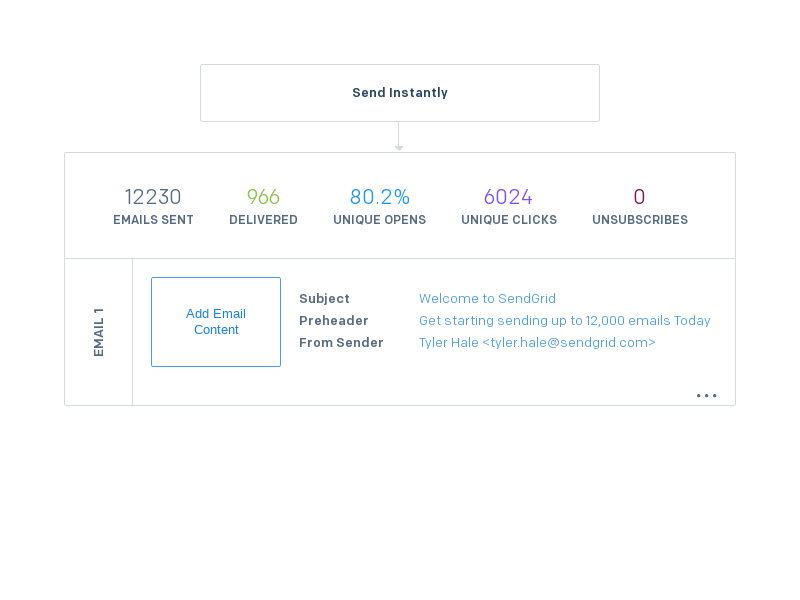 Send Instantly
12230 966 80.2% 6024 0
EMAILS SENT DELIVERED UNIQUE OPENS UNIQUE CLICKS UNSUBSCRIBES
EMAIL 1
Add Email
Content
Subject Welcome to SendGrid
Preheader Get starting sending up to 12,000 emails Today
From Sender Tyler Hale <tyler.hale@sendgrid.com>